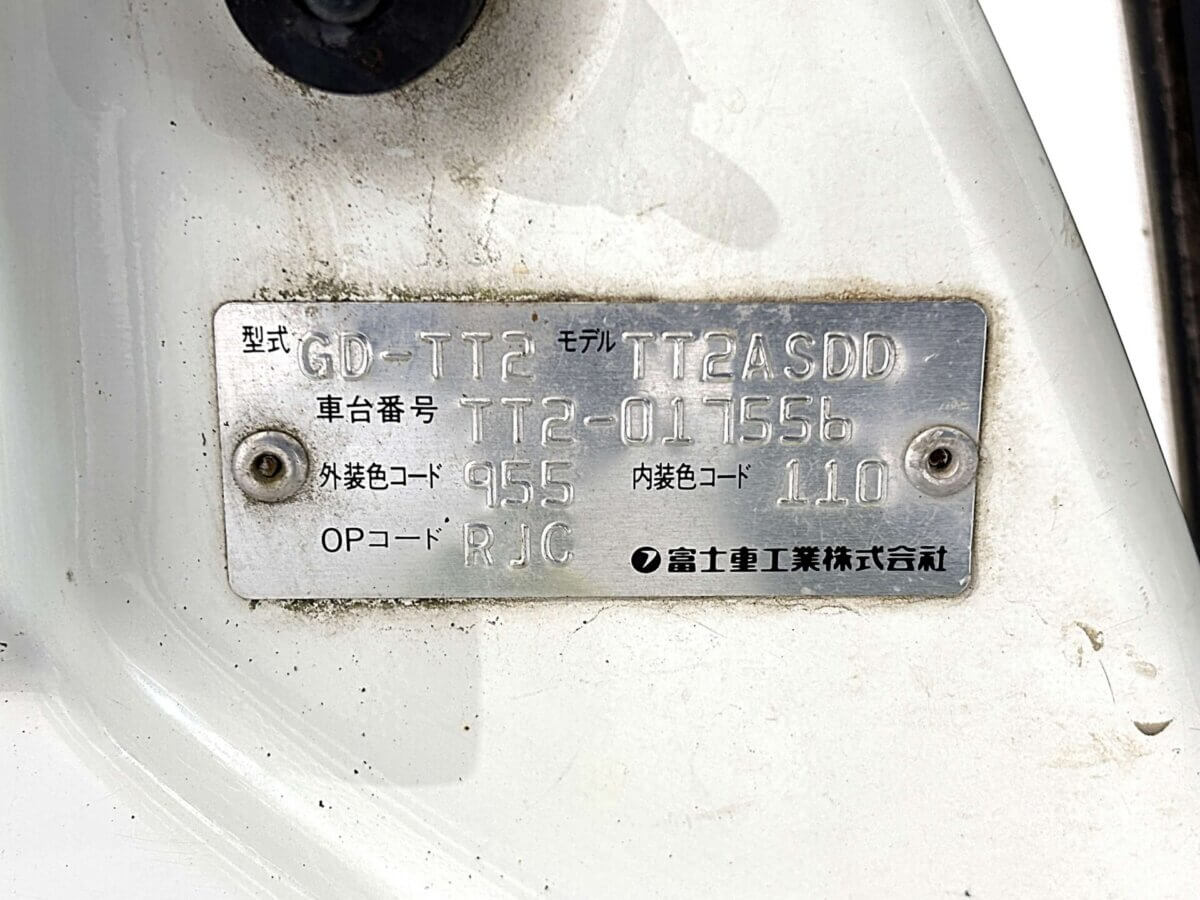 型式 GD-TT2 モデル TT2ASDD
車台番号 TT2-017556
外装色コード 955 内装色コード 110
OPコード RJC 富士重工業株式会社